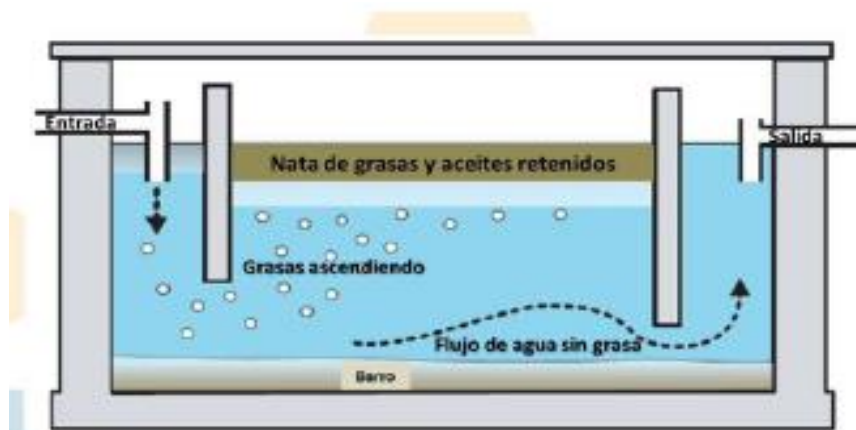 Entrada
Salida
Nata de grasas y aceites retenidos
Grasas ascendiendo
Flujo de agua sin grasa
Barro